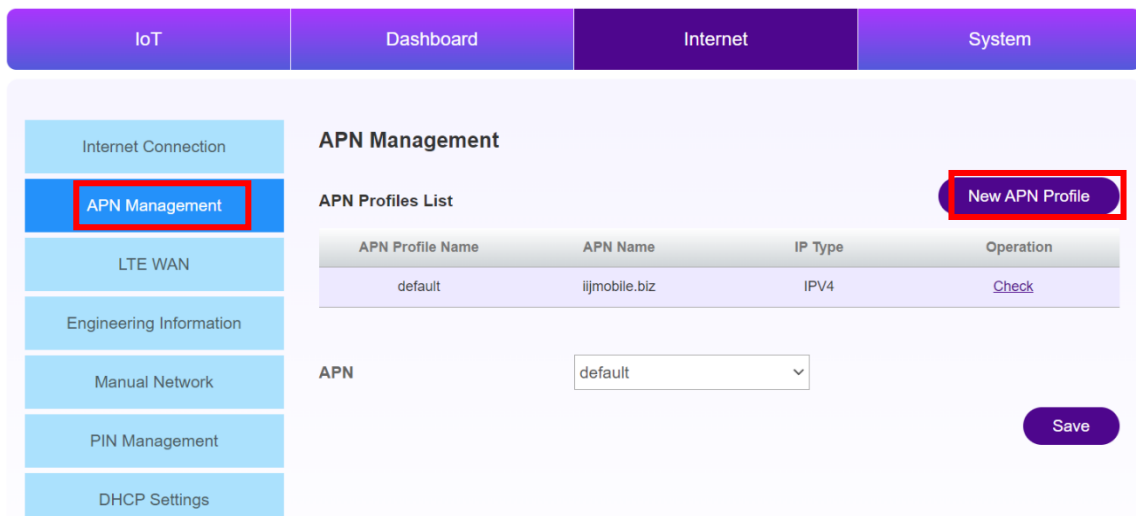 IoT Dashboard Internet System
Internet Connection
APN Management
LTE WAN
Engineering Information
Manual Network
PIN Management
DHCP Settings
APN Management
APN Profiles List
New APN Profile
APN Profile Name APN Name IP Type Operation
default iijmobile.biz IPV4 Check
APN default
Save